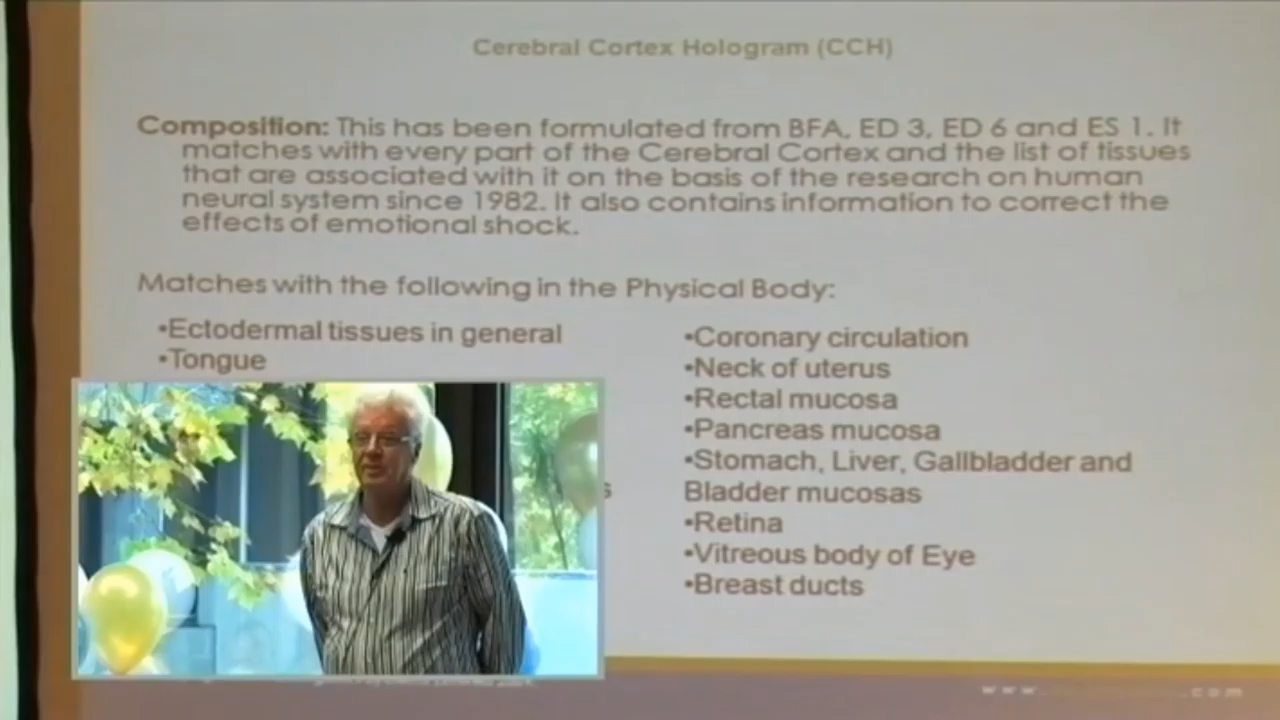 Cerebral Cortex Hologram (CCH)
Composition: This has been formulated from BFA, ED 3, ED 6 and ES 1. It
matches with every part of the Cerebral Cortex and the list of tissues
that are associated with it on the basis of the research on human
neural system since 1982. It also contains information to correct the
effects of emotional shock.
Matches with the following in the Physical Body:
•Ectodermal tissues in general
•Tongue
•Coronary circulation
•Neck of uterus
•Rectal mucosa
•Pancreas mucosa
•Stomach, Liver, Gallbladder and
Bladder mucosas
•Retina
•Vitreous body of Eye
•Breast ducts